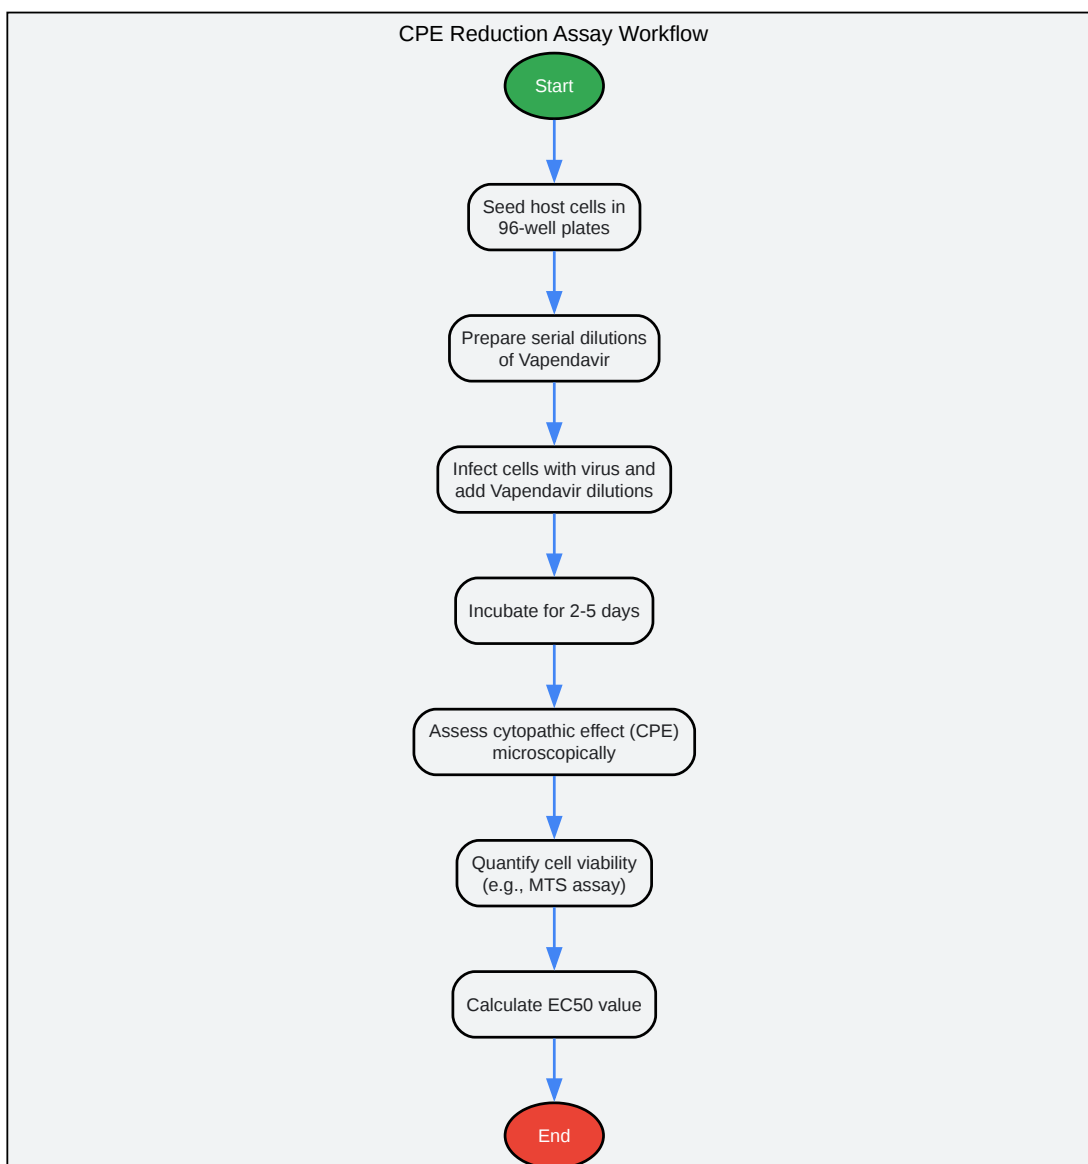 CPE Reduction Assay Workflow
Start
Seed host cells in
96-well plates
Prepare serial dilutions
of Vapendavir
Infect cells with virus and
add Vapendavir dilutions
Incubate for 2-5 days
Assess cytopathic effect (CPE)
microscopically
Quantify cell viability
(e.g., MTS assay)
Calculate EC50 value
End